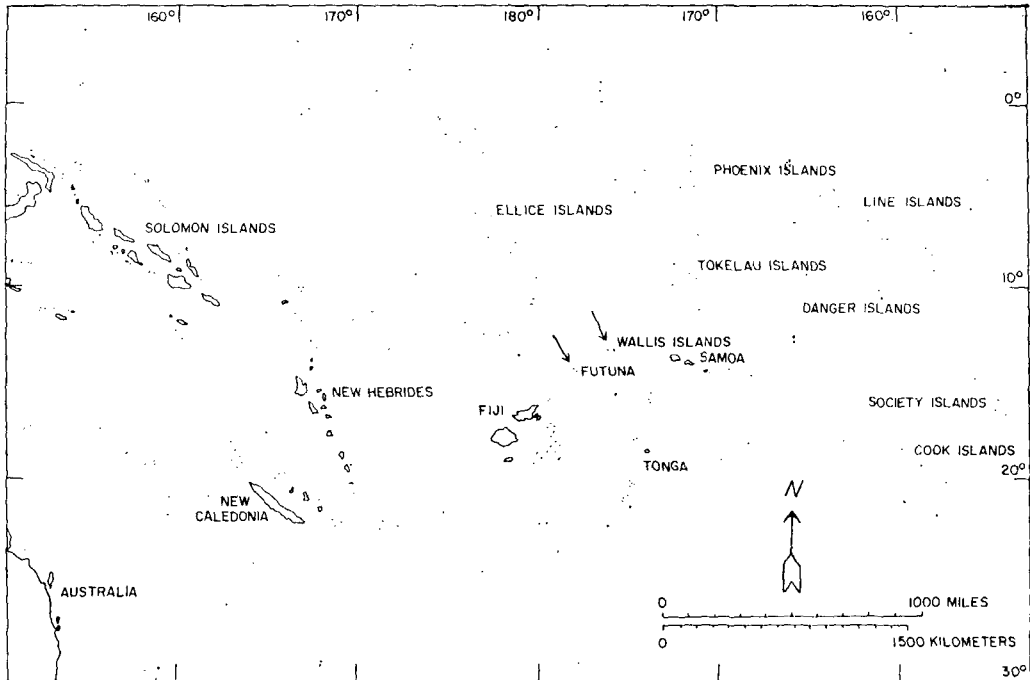 160°
170°
180°
170°
160°
0°
PHOENIX ISLANDS
LINE ISLANDS
ELLICE ISLANDS
SOLOMON ISLANDS
TOKELAU ISLANDS
10°
DANGER ISLANDS
WALLIS ISLANDS
SAMOA
FUTUNA
NEW HEBRIDES
SOCIETY ISLANDS
FIJI
COOK ISLANDS
TONGA
20°
N
NEW
CALEDONIA
AUSTRALIA
0 1000 MILES
0 1500 KILOMETERS
30°